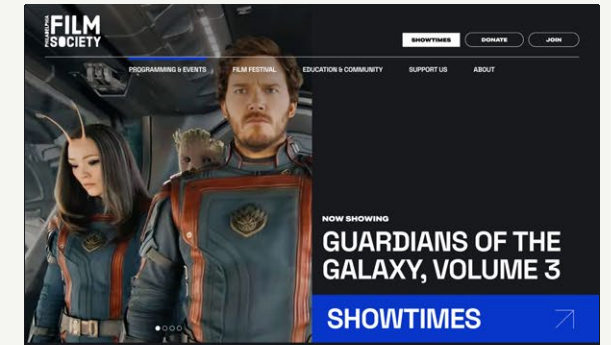 PHILADELPHIA
FILM
SOCIETY
SHOWTIMES
DONATE
JOIN
PROGRAMMING & EVENTS
FILM FESTIVAL
EDUCATION & COMMUNITY
SUPPORT US
ABOUT
NOW SHOWING
GUARDIANS OF THE
GALAXY, VOLUME 3
SHOWTIMES